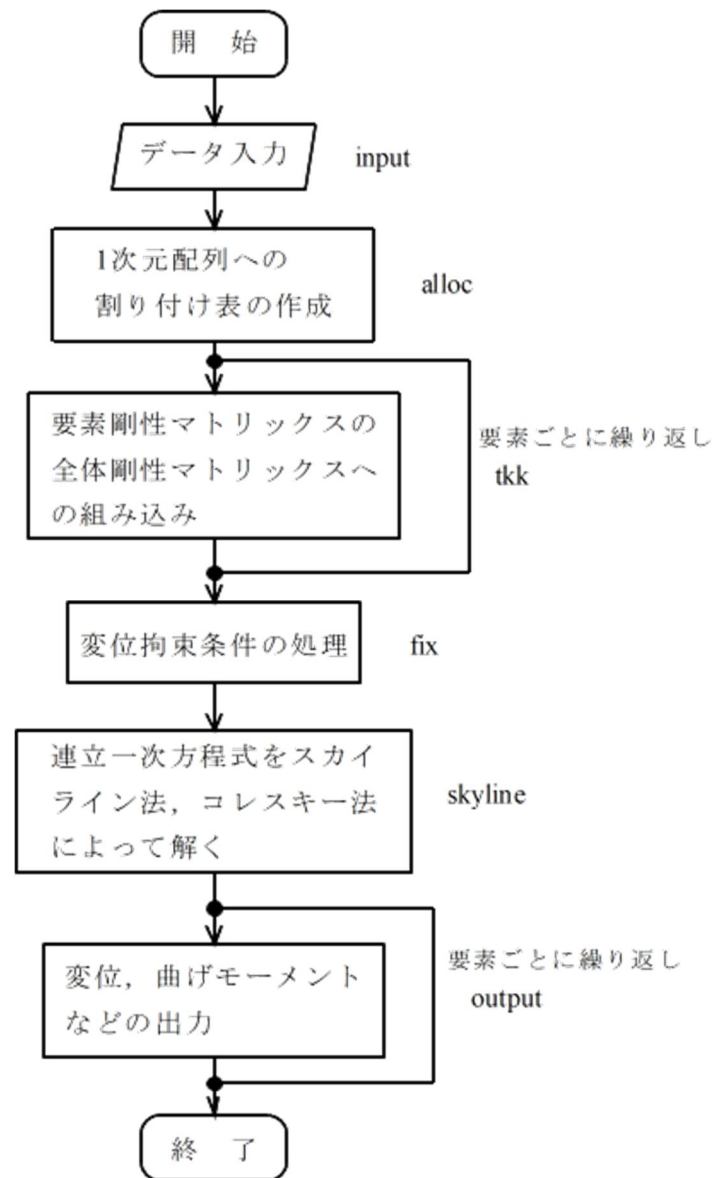 開 始
データ入力
input
1次元配列への
割り付け表の作成
alloc
要素剛性マトリックスの
全体剛性マトリックスへ
の組み込み
要素ごとに繰り返し
tkk
変位拘束条件の処理
fix
連立一次方程式をスカイ
ライン法，コレスキー法
によって解く
skyline
変位，曲げモーメント
などの出力
要素ごとに繰り返し
output
終 了